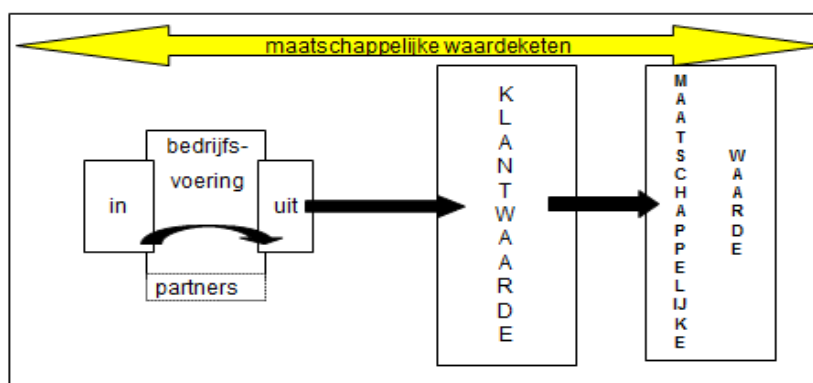 maatschappelijke waardeketen
bedrijfs-
voering
in
uit
partners
KLANTWAARDE
MAATSCHAPPELIJKE
WAARDE